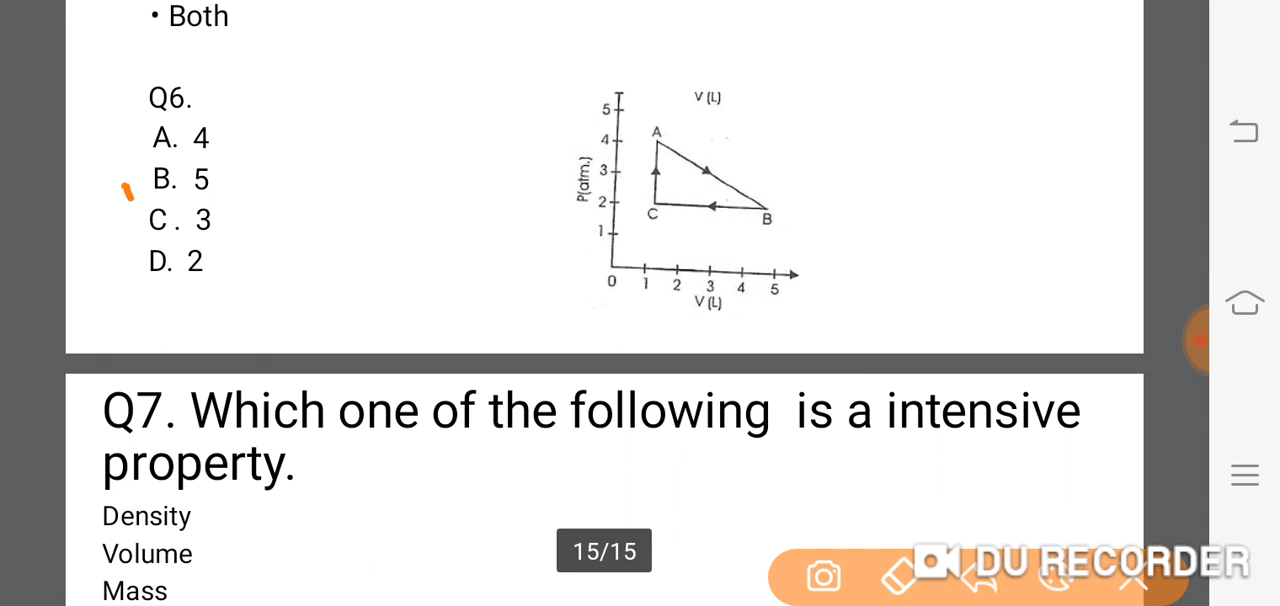 • Both
Q6.
A. 4
B. 5
C. 3
D. 2
V (L)
5
4
3
2
1
P(atm.)
A
C
B
0 1 2 3 4 5
V (L)
Q7. Which one of the following is a intensive
property.
Density
Volume
Mass
15/15
DU RECORDER